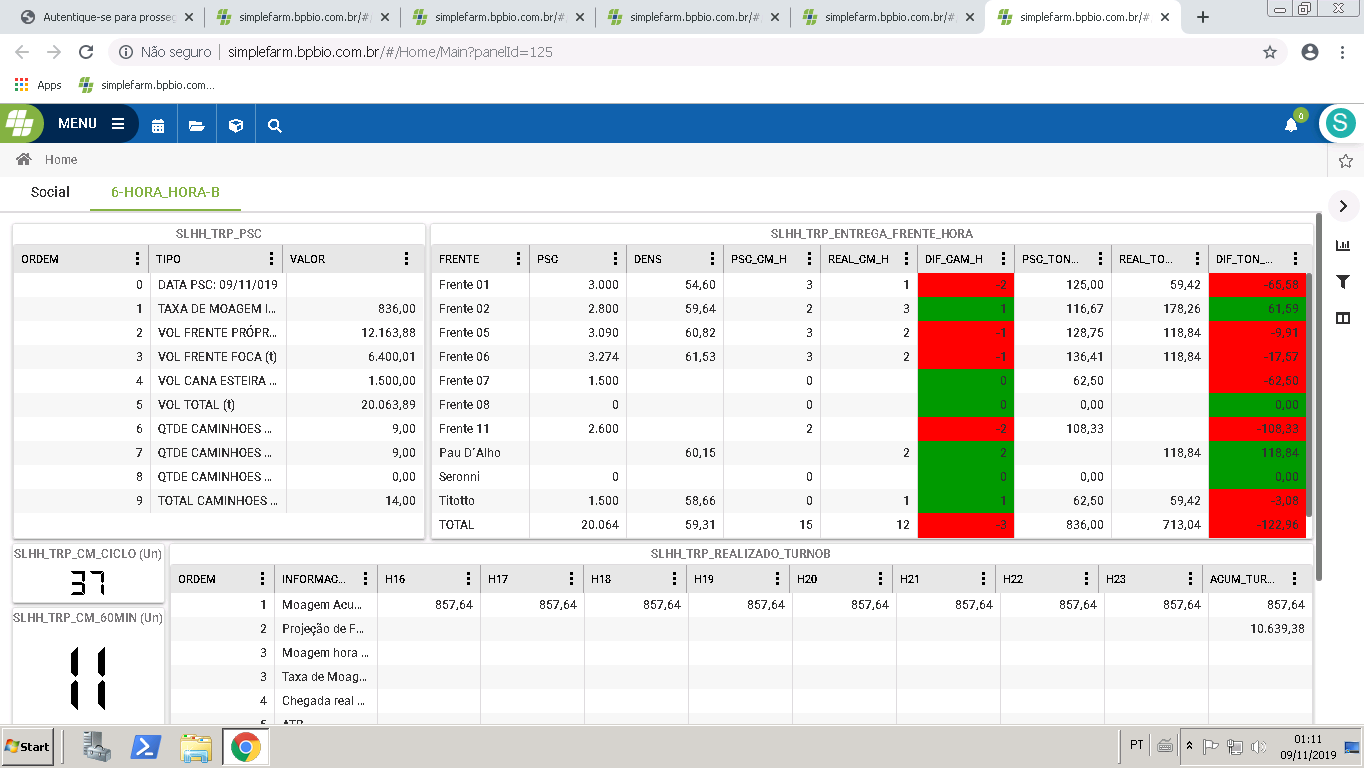 Autentique-se para prosseg
simplefarm.bpbio.com.br/#
simplefarm.bpbio.com.br/#
simplefarm.bpbio.com.br/#
simplefarm.bpbio.com.br/#
simplefarm.bpbio.com.br/#
Não seguro
simplefarm.bpbio.com.br/#/Home/Main?panelId=125
Apps
simplefarm.bpbio.com...
MENU
0
S
Home
Social
6-HORA_HORA-B
SLHH_TRP_PSC
ORDEM TIPO VALOR
0 DATA PSC: 09/11/019
1 TAXA DE MOAGEM I... 836,00
2 VOL FRENTE PRÓPR... 12.163,88
3 VOL FRENTE FOCA (t) 6.400,01
4 VOL CANA ESTEIRA ... 1.500,00
5 VOL TOTAL (t) 20.063,89
6 QTDE CAMINHOES ... 9,00
7 QTDE CAMINHOES ... 9,00
8 QTDE CAMINHOES ... 0,00
9 TOTAL CAMINHOES ... 14,00
SLHH_TRP_ENTREGA_FRENTE_HORA
FRENTE PSC DENS PSC_CM_H REAL_CM_H DIF_CAM_H PSC_TON... REAL_TO... DIF_TON_...
Frente 01 3.000 54,60 3 1 -2 125,00 59,42 -65,58
Frente 02 2.800 59,64 2 3 1 116,67 178,26 61,59
Frente 05 3.090 60,82 3 2 -1 128,75 118,84 -9,91
Frente 06 3.274 61,53 3 2 -1 136,41 118,84 -17,57
Frente 07 1.500 0 0 62,50 -62,50
Frente 08 0 0 0 0,00 0,00
Frente 11 2.600 2 -2 108,33 -108,33
Pau D'Alho 60,15 2 2 118,84 118,84
Seronni 0 0 0 0,00 0,00
Titotto 1.600 58,66 0 1 1 62,50 59,42 -3,08
TOTAL 20.064 59,31 15 12 -3 836,00 713,04 -122,96
SLHH_TRP_CM_CICLO (Un)
37
SLHH_TRP_CM_60MIN (Un)
11
SLHH_TRP_REALIZADO_TURNOB
ORDEM INFORMAC... H16 H17 H18 H19 H20 H21 H22 H23 ACUM_TUR...
1 Moagem Acu... 857,64 857,64 857,64 857,64 857,64 857,64 857,64 857,64 857,64
2 Projeção de F... 10.639,38
3 Moagem hora ...
3 Taxa de Moag...
4 Chegada real ...
5 ATR
Start
PT
01:11
09/11/2019